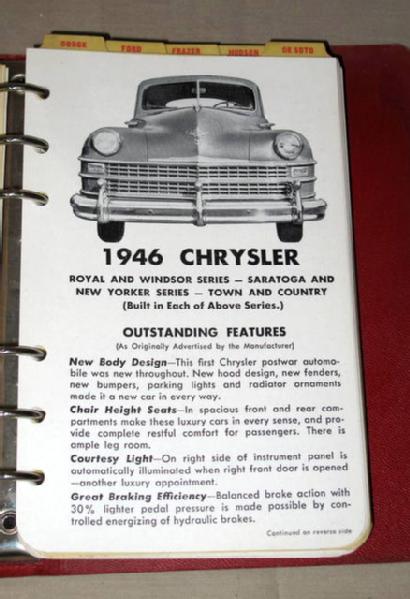 DODGE
FORD
FRAZER
HUDSON
DE SOTO
1946 CHRYSLER
ROYAL AND WINDSOR SERIES — SARATOGA AND
NEW YORKER SERIES — TOWN AND COUNTRY
(Built in Each of Above Series.)
OUTSTANDING FEATURES
(As Originally Advertised by the Manufacturer)
New Body Design—This first Chrysler postwar automo-
bile was new throughout. New hood design, new fenders,
new bumpers, parking lights and radiator ornaments
made it a new car in every way.
Chair Height Seats—In spacious front and rear com-
partments make these luxury cars in every sense, and pro-
vide complete restful comfort for passengers. There is
ample leg room.
Courtesy Light—On right side of instrument panel is
automatically illuminated when right front door is opened
—another luxury appointment.
Great Braking Efficiency—Balanced brake action with
30% lighter pedal pressure is made possible by con-
trolled energizing of hydraulic brakes.
Continued on reverse side